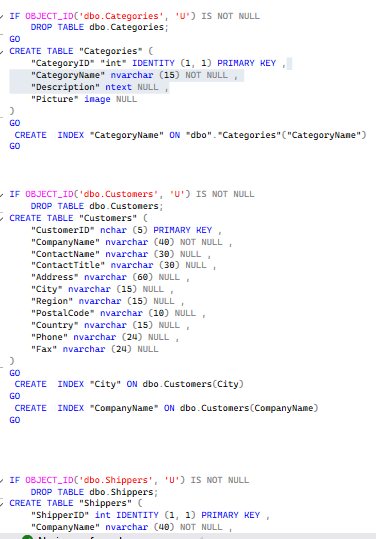 IF OBJECT_ID('dbo.Categories', 'U') IS NOT NULL
DROP TABLE dbo.Categories;
GO
CREATE TABLE "Categories" (
"CategoryID" "int" IDENTITY (1, 1) PRIMARY KEY ,
"CategoryName" nvarchar (15) NOT NULL ,
"Description" ntext NULL ,
"Picture" image NULL
)
GO
CREATE INDEX "CategoryName" ON "dbo"."Categories"("CategoryName")
GO
IF OBJECT_ID('dbo.Customers', 'U') IS NOT NULL
DROP TABLE dbo.Customers;
CREATE TABLE "Customers" (
"CustomerID" nchar (5) PRIMARY KEY ,
"CompanyName" nvarchar (40) NOT NULL ,
"ContactName" nvarchar (30) NULL ,
"ContactTitle" nvarchar (30) NULL ,
"Address" nvarchar (60) NULL ,
"City" nvarchar (15) NULL ,
"Region" nvarchar (15) NULL ,
"PostalCode" nvarchar (10) NULL ,
"Country" nvarchar (15) NULL ,
"Phone" nvarchar (24) NULL ,
"Fax" nvarchar (24) NULL
)
GO
CREATE INDEX "City" ON dbo.Customers(City)
GO
CREATE INDEX "CompanyName" ON dbo.Customers(CompanyName)
GO
IF OBJECT_ID('dbo.Shippers', 'U') IS NOT NULL
DROP TABLE dbo.Shippers;
CREATE TABLE "Shippers" (
"ShipperID" int IDENTITY (1, 1) PRIMARY KEY ,
"CompanyName" nvarchar (40) NOT NULL ,